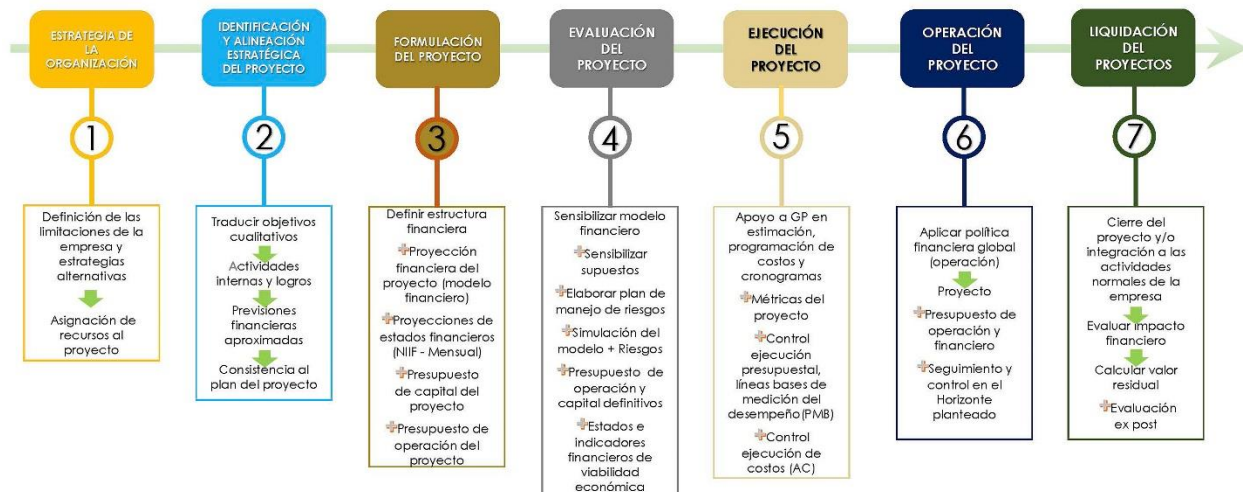 ESTRATEGIA DE
LA
ORGANIZACIÓN
1
Definición de las
limitaciones de la
empresa y
estrategias
alternativas
Asignación de
recursos al
proyecto
IDENTIFICACIÓN
Y ALINEACIÓN
ESTRATÉGICA
DEL PROYECTO
2
Traducir objetivos
cualitativos
Actividades
internas y logros
Previsiones
financieras
aproximadas
Consistencia al
plan del proyecto
FORMULACIÓN
DEL PROYECTO
3
Definir estructura
financiera
Proyección
financiera del
proyecto (modelo
financiero)
Proyecciones de
estados financieros
(NIIF - Mensual)
Presupuesto
de capital del
proyecto
Presupuesto de
operación del
proyecto
EVALUACIÓN
DEL
PROYECTO
4
Sensibilizar modelo
financiero
Sensibilizar
supuestos
Elaborar plan de
manejo de riesgos
Simulación del
modelo + Riesgos
Presupuesto de
operación y
capital definitivos
Estados e
indicadores
financieros de
viabilidad
económica
EJECUCIÓN
DEL
PROYECTO
5
Apoyo a GP en
estimación,
programación de
costos y
cronogramas
Métricas del
proyecto
Control
ejecución
presupuestal,
líneas bases de
medición del
desempeño(PMB)
Control
ejecución de
costos (AC)
OPERACIÓN
DEL
PROYECTO
6
Aplicar política
financiera global
(operación)
Proyecto
Presupuesto de
operación y
financiero
Seguimiento y
control en el
Horizonte
planteado
LIQUIDACIÓN
DEL
PROYECTOS
7
Cierre del
proyecto y/o
integración a las
actividades
normales de la
empresa
Evaluar impacto
financiero
Calcular valor
residual
Evaluación
ex post